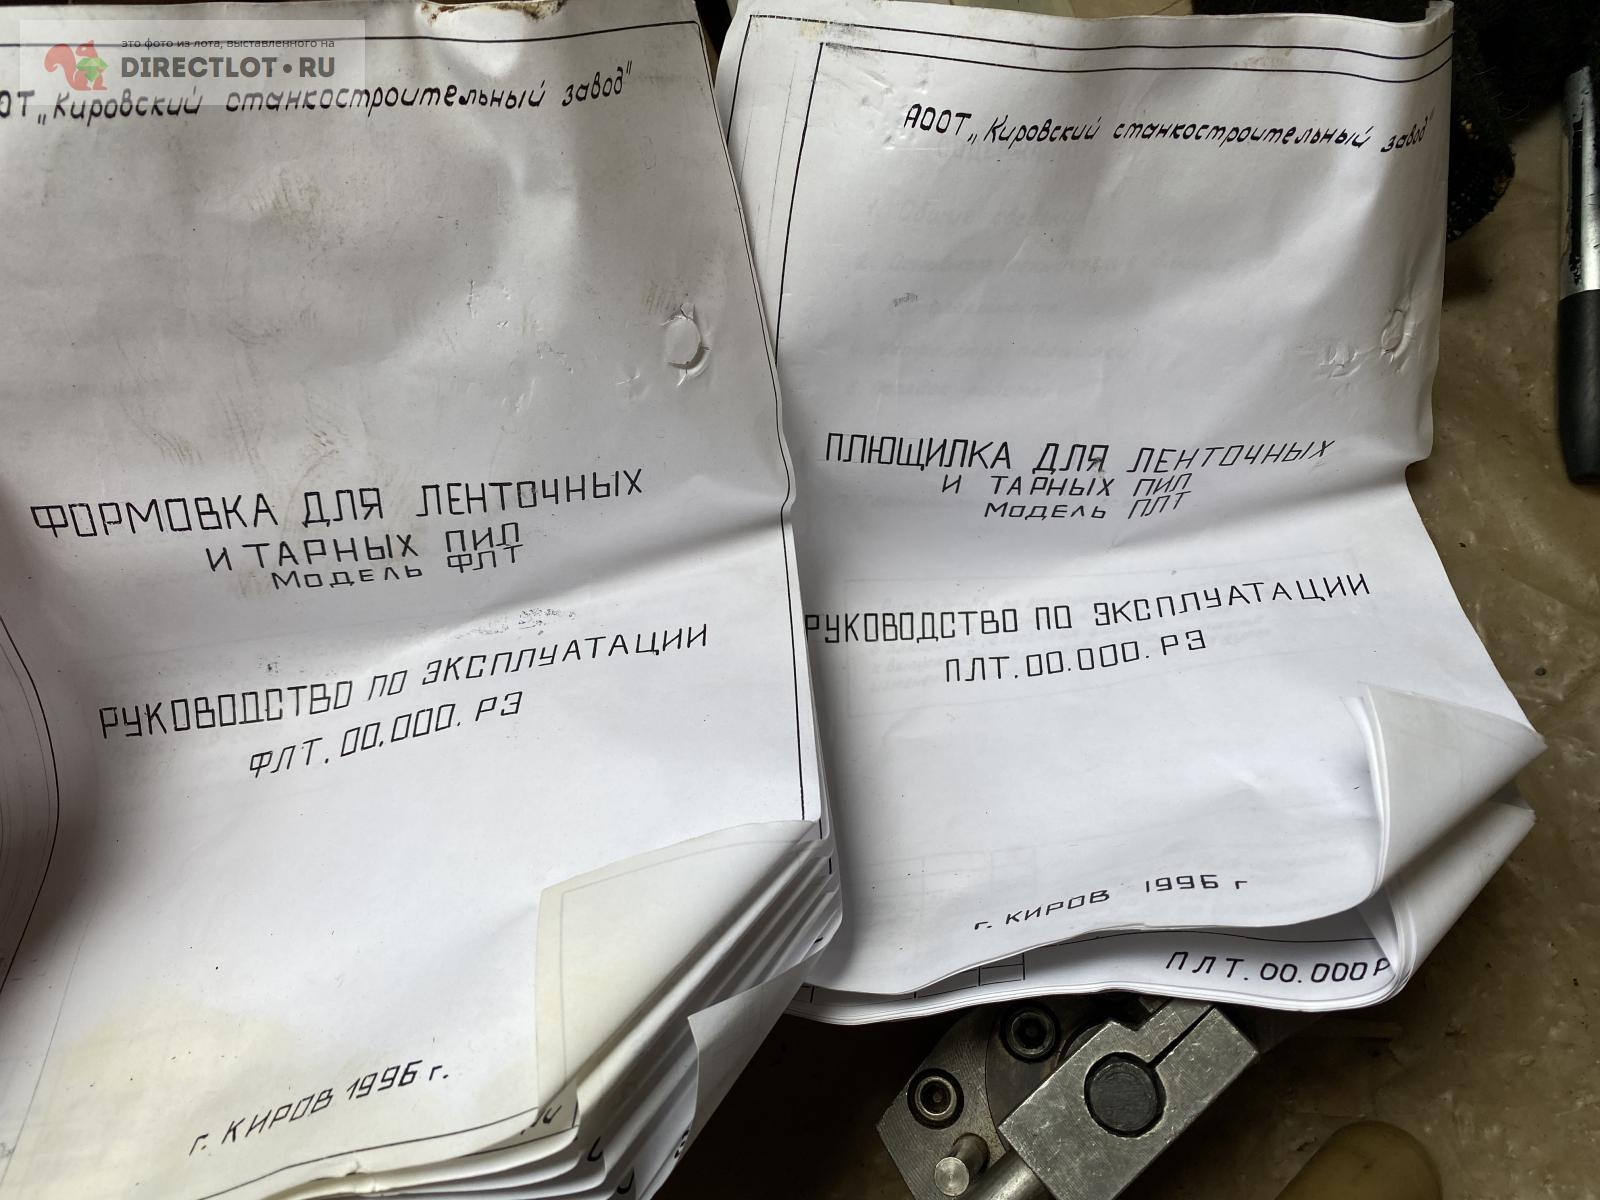 это фото из лота, выставленного на
DIRECTLOT•RU
ОТ „Кировский станкостроительный завод"
ФОРМОВКА ДЛЯ ЛЕНТОЧНЫХ
И ТАРНЫХ ПИЛ
Модель ФЛТ
РУКОВОДСТВО ПО ЭКСПЛУАТАЦИИ
ФЛТ.00.000. РЭ
г. КИРОВ 1996 г.
АООТ „Кировский станкостроительный завод"
ПЛЮЩИЛКА ДЛЯ ЛЕНТОЧНЫХ
И ТАРНЫХ ПИЛ
Модель ПЛТ
РУКОВОДСТВО ПО ЭКСПЛУАТАЦИИ
ПЛТ.00.000. РЭ
г. КИРОВ 1996 г
ПЛТ.00.000Р